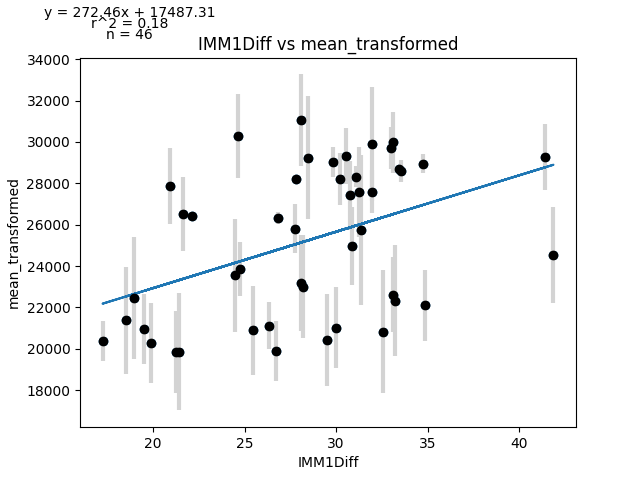 y = 272.46x + 17487.31
r^2 = 0.18
n = 46
IMM1Diff vs mean_transformed
34000
32000
30000
28000
26000
24000
22000
20000
18000
mean_transformed
20 25 30 35 40
IMM1Diff